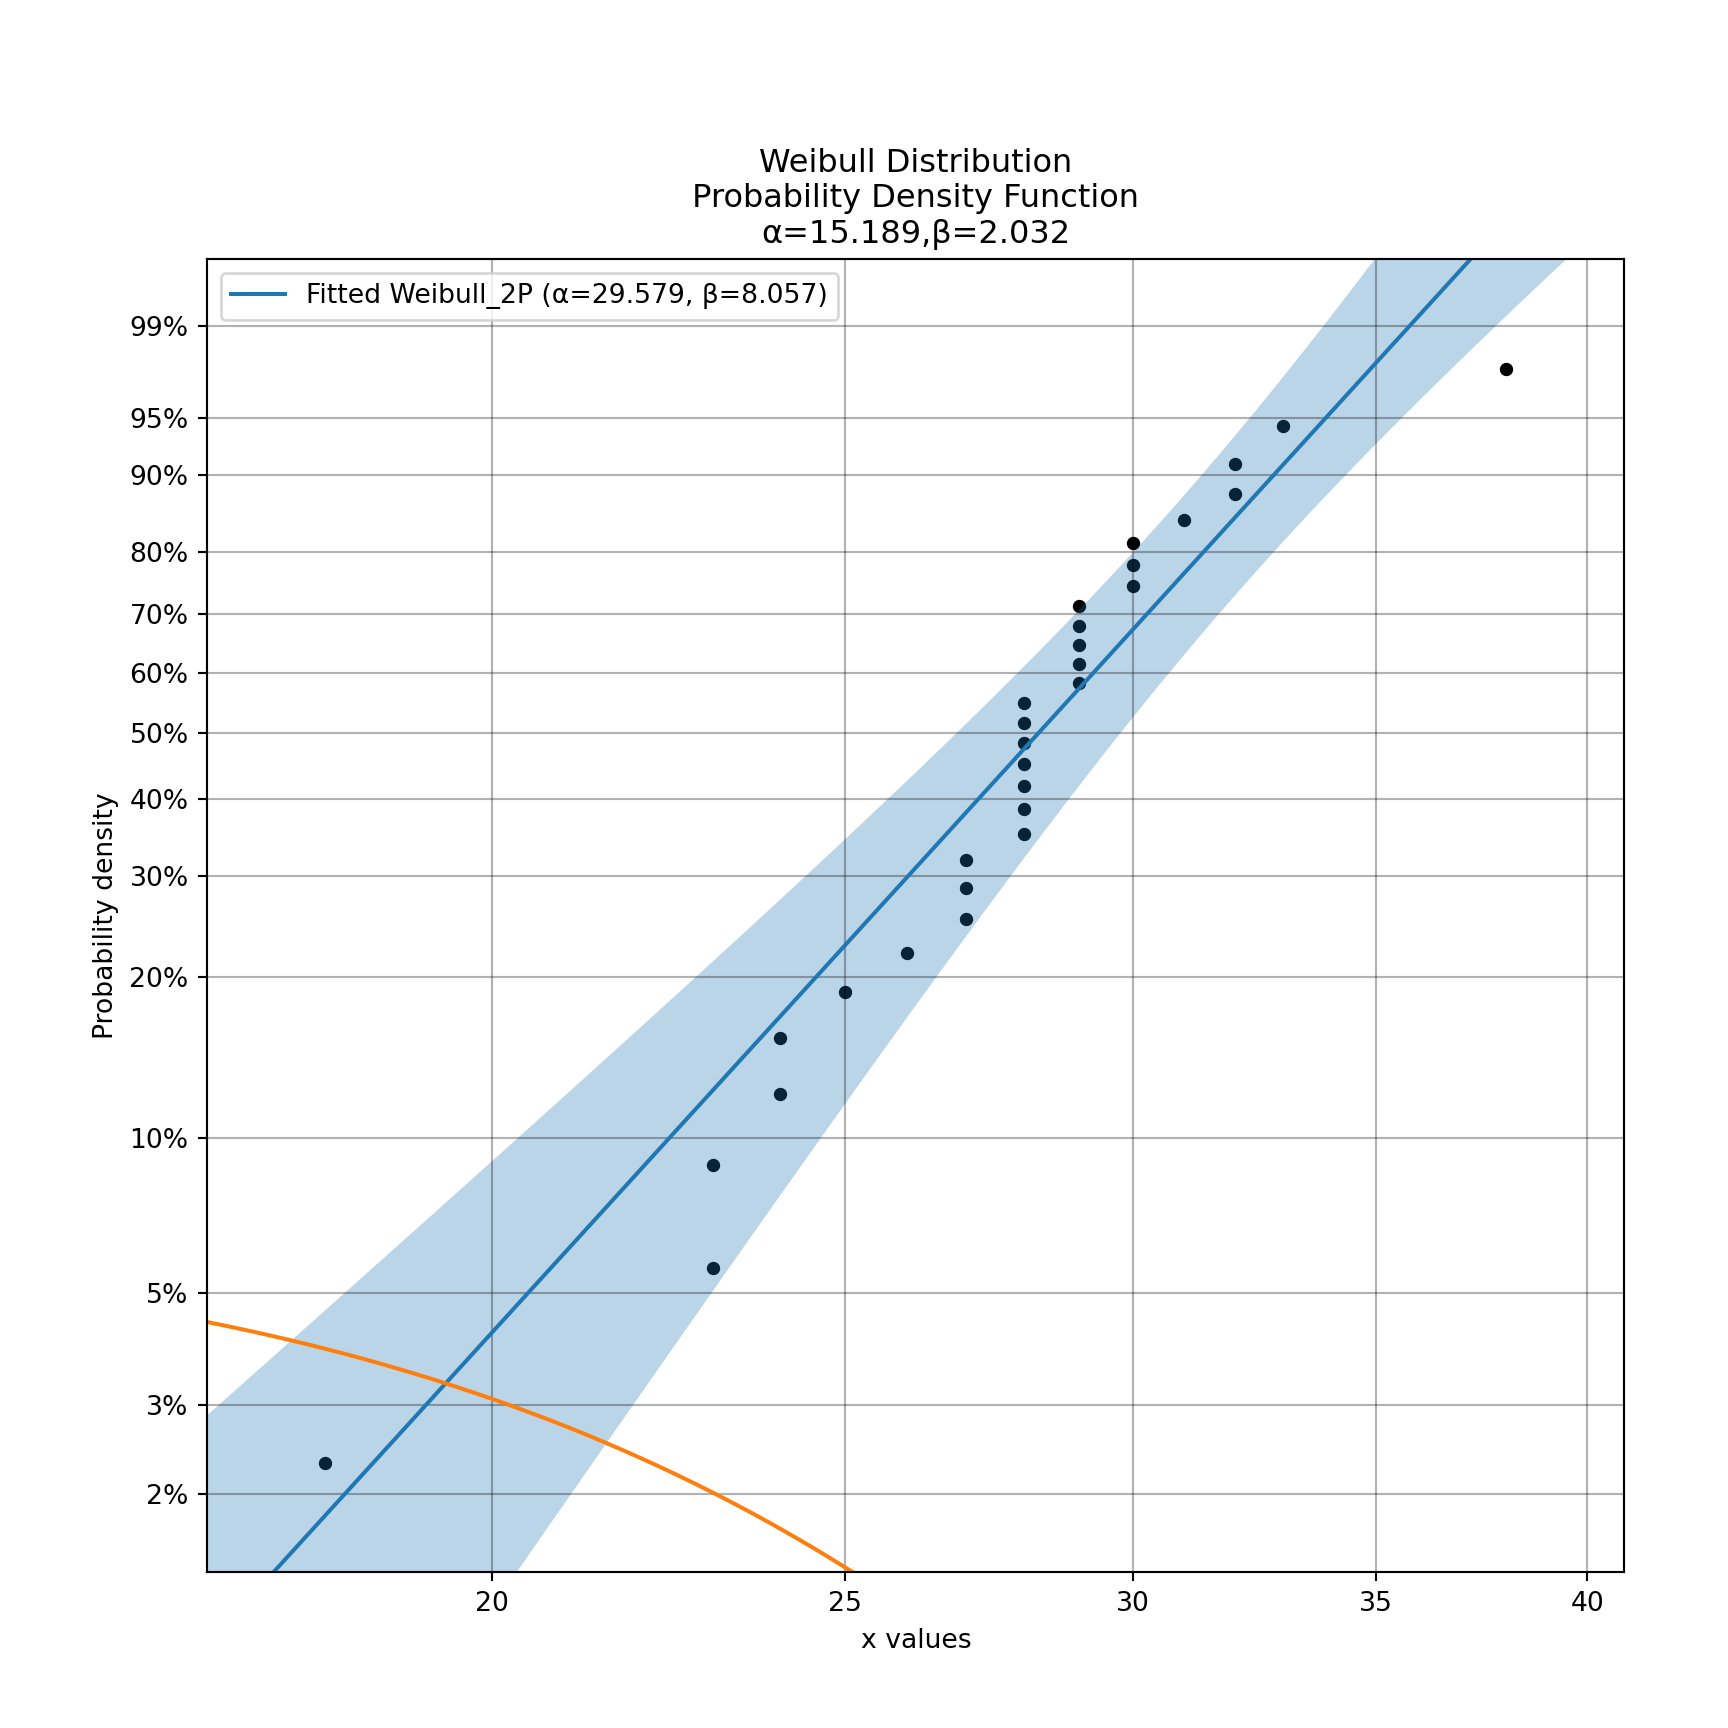 Weibull Distribution
Probability Density Function
α=15.189,β=2.032
Fitted Weibull_2P (α=29.579, β=8.057)
99%
95%
90%
80%
70%
60%
50%
40%
30%
20%
10%
5%
3%
2%
Probability density
20 25 30 35 40
x values